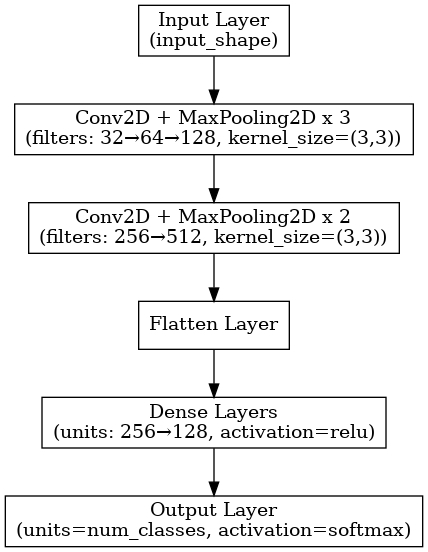 Input Layer
(input_shape)
Conv2D + MaxPooling2D x 3
(filters: 32→64→128, kernel_size=(3,3))
Conv2D + MaxPooling2D x 2
(filters: 256→512, kernel_size=(3,3))
Flatten Layer
Dense Layers
(units: 256→128, activation=relu)
Output Layer
(units=num_classes, activation=softmax)